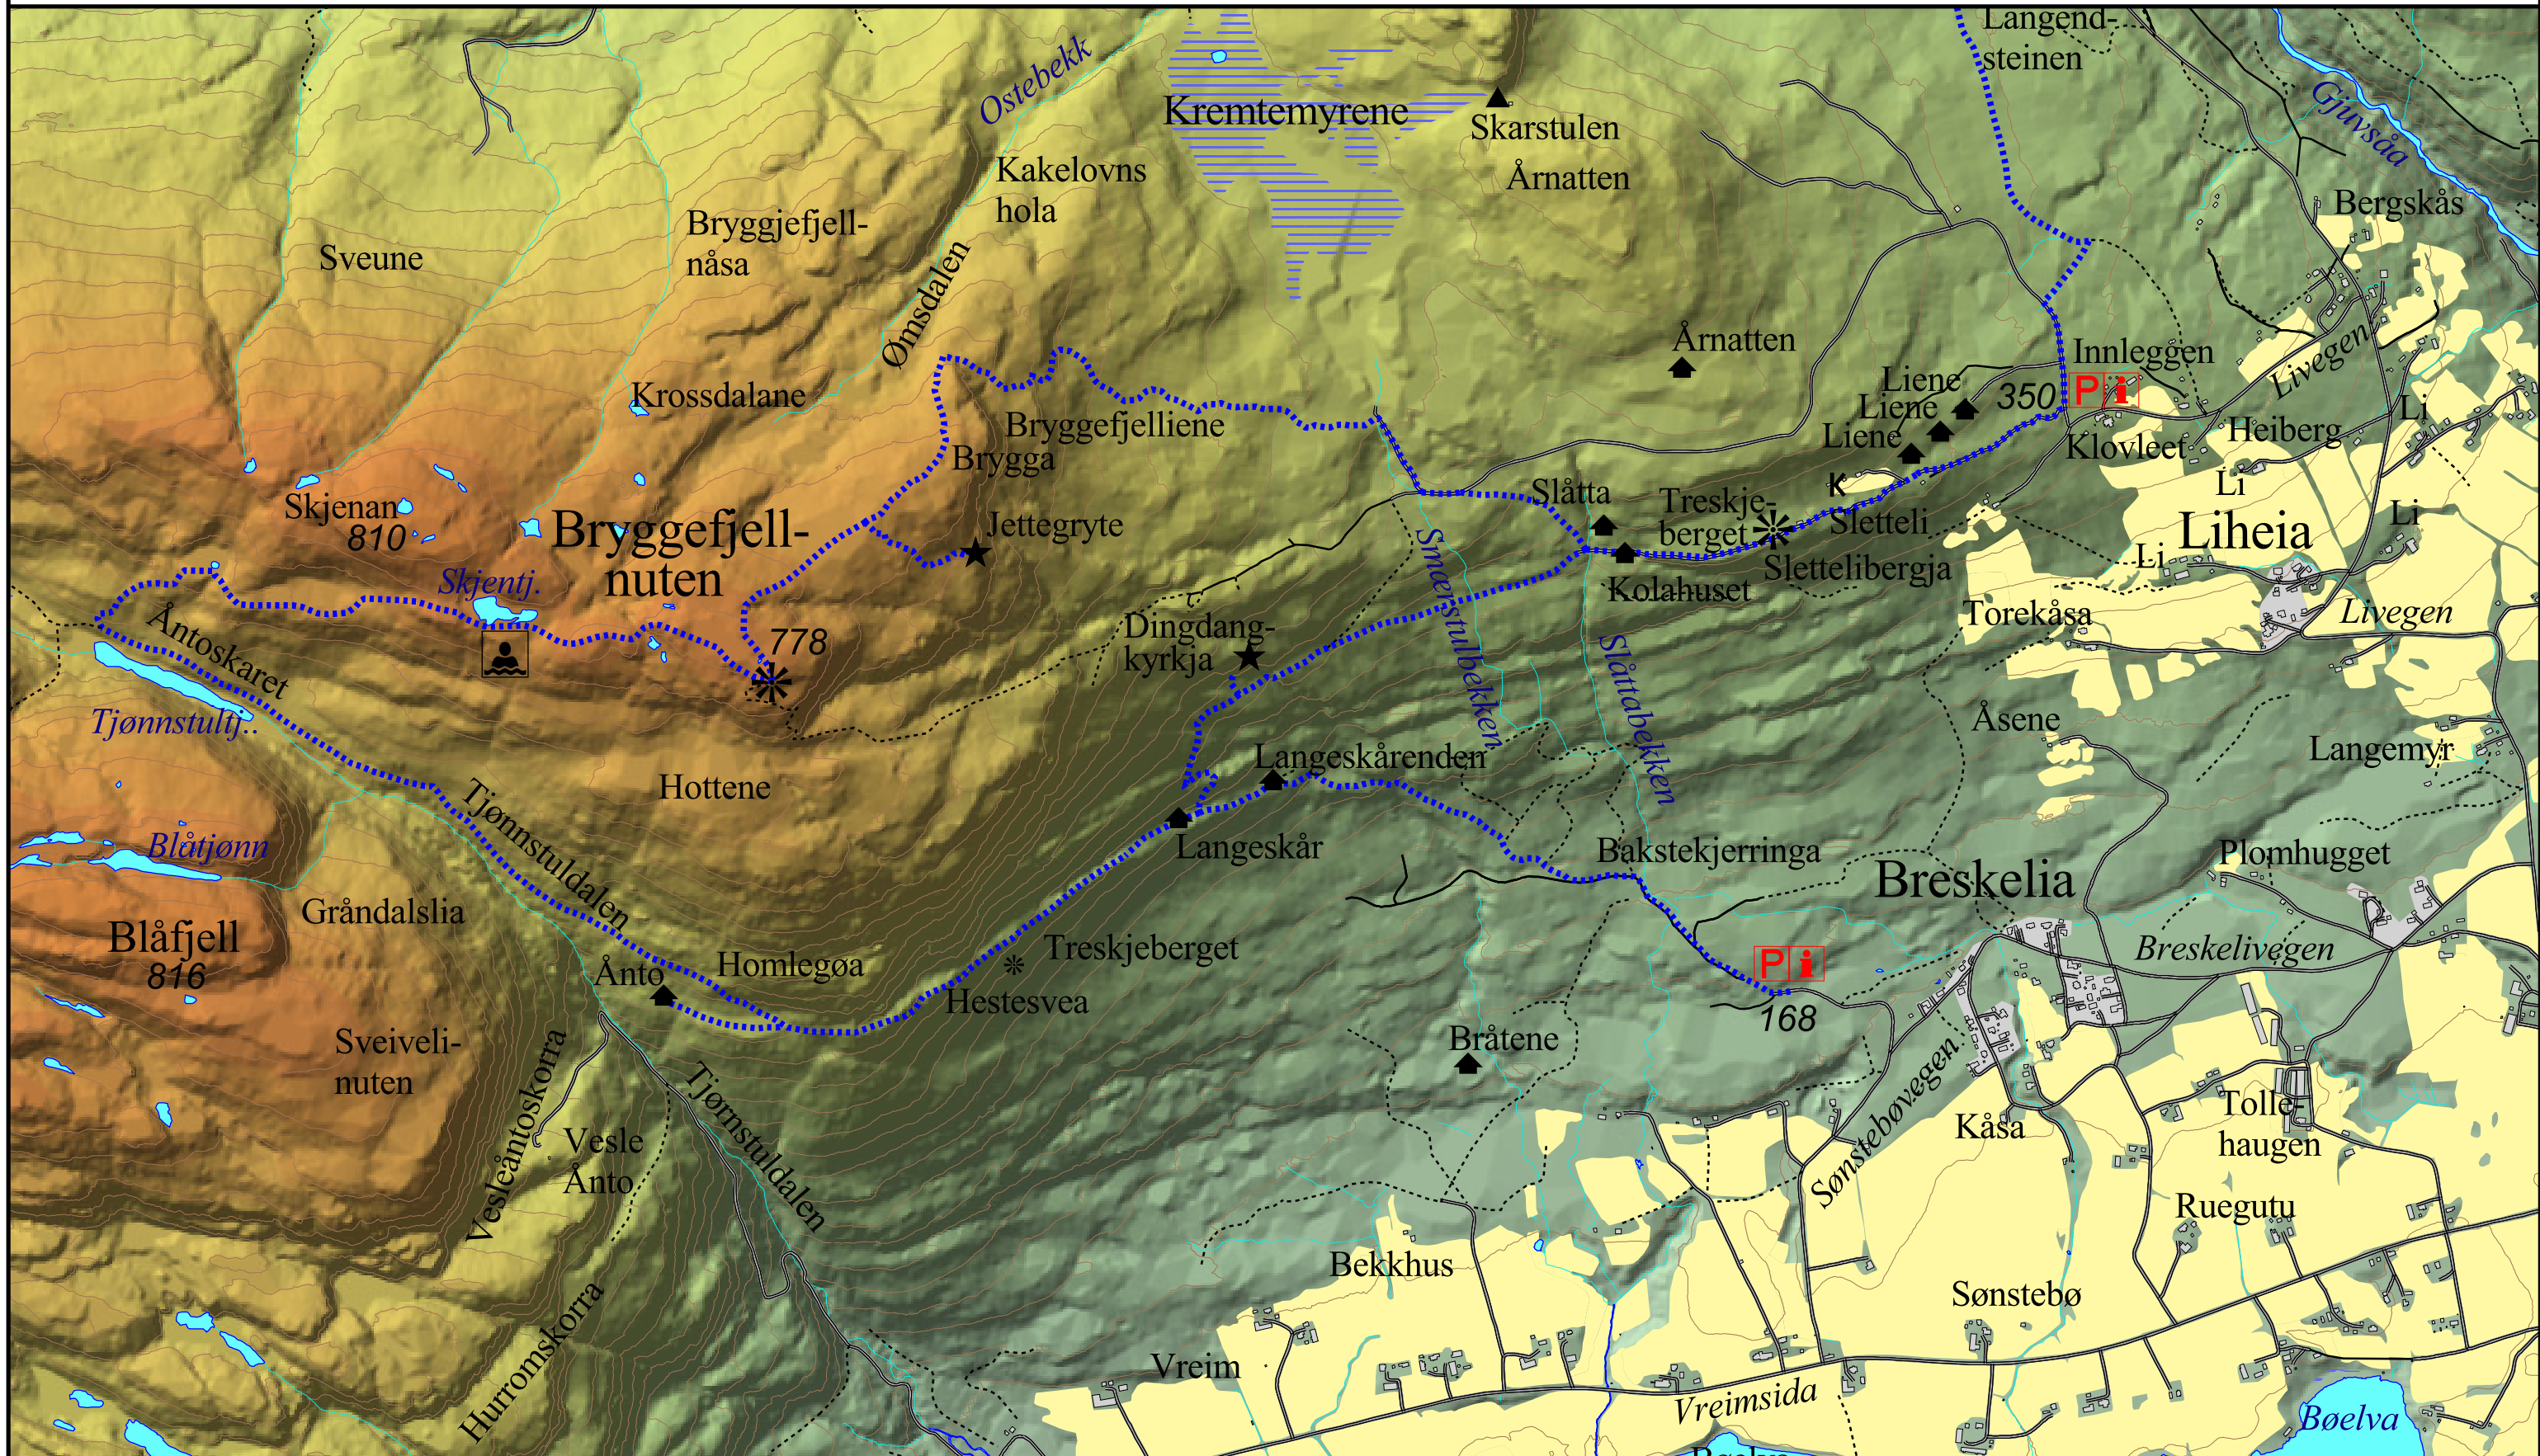 Langend-
steinen
Ostebekk
Kremtemyrene
Skarstulen
Årnatten
Gjuvsåa
Kakelovns
hola
Bergskås
Bryggjefjell-
nåsa
Sveune
Ømsdalen
Årnatten
Innleggen
Livegen
Liene
350
P i
Liene
Krossdalane
Li
Bryggefjelliene
Liene
Klovleet
Heiberg
Brygga
K
Li
Skjenan
810
Slåtta
Treskje-
berget
Sletteli
Li
Bryggefjell-
nuten
Jettegryte
Liheia
Li
Smærstulbekken
Slettelibergja
Skjentj.
Kolahuset
Torekåsa
Livegen
Åntoskaret
778
Dingdang-
kyrkja
Slåttabekken
Tjønnstultj..
Åsene
Langemyr
Langeskårenden
Hottene
Tjønnstuldalen
Blåtjønn
Langeskår
Bakstekjerringa
Plomhugget
Breskelia
Gråndalslia
Blåfjell
816
Treskjeberget
Breskelivegen
Homlegøa
Ånto
P i
Hestesvea
168
Sveiveli-
nuten
Bråtene
Vesleåntoskorra
Tjørnstuldalen
Sønstebøvegen
Vesle
Ånto
Kåsa
Tolle-
haugen
Ruegutu
Bekkhus
Sønstebø
Hurromskorra
Vreim
Vreimsida
Bøelva